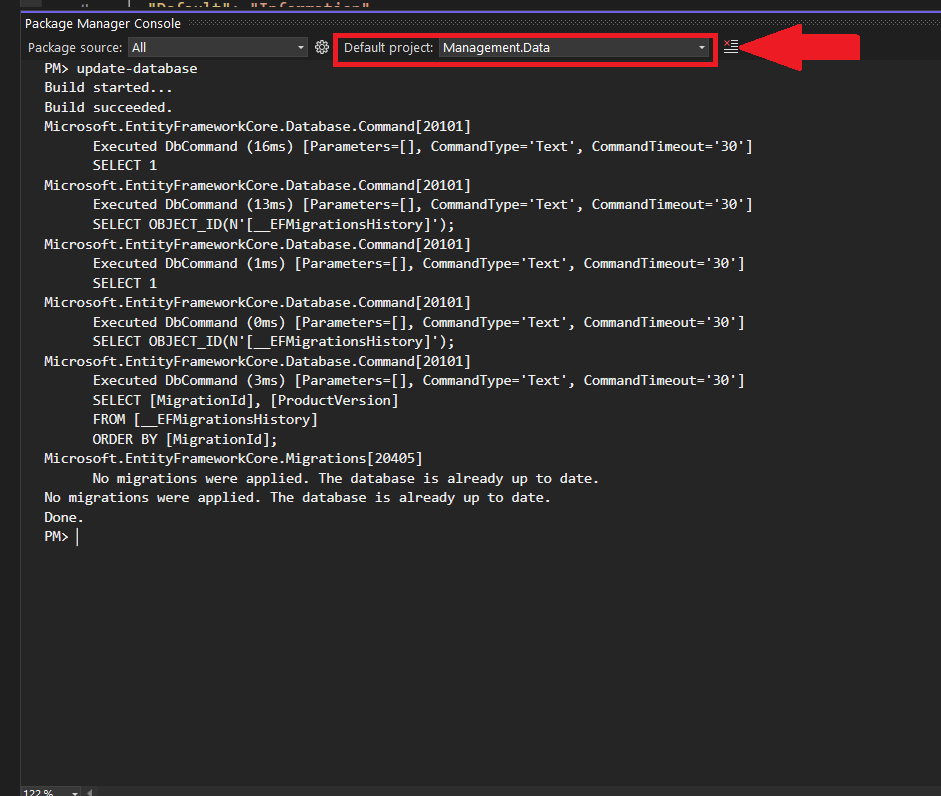 "Default": "Information"
Package Manager Console
Package source: All Default project: Management.Data
PM> update-database
Build started...
Build succeeded.
Microsoft.EntityFrameworkCore.Database.Command[20101]
Executed DbCommand (16ms) [Parameters=[], CommandType='Text', CommandTimeout='30']
SELECT 1
Microsoft.EntityFrameworkCore.Database.Command[20101]
Executed DbCommand (13ms) [Parameters=[], CommandType='Text', CommandTimeout='30']
SELECT OBJECT_ID(N'[__EFMigrationsHistory]');
Microsoft.EntityFrameworkCore.Database.Command[20101]
Executed DbCommand (1ms) [Parameters=[], CommandType='Text', CommandTimeout='30']
SELECT 1
Microsoft.EntityFrameworkCore.Database.Command[20101]
Executed DbCommand (0ms) [Parameters=[], CommandType='Text', CommandTimeout='30']
SELECT OBJECT_ID(N'[__EFMigrationsHistory]');
Microsoft.EntityFrameworkCore.Database.Command[20101]
Executed DbCommand (3ms) [Parameters=[], CommandType='Text', CommandTimeout='30']
SELECT [MigrationId], [ProductVersion]
FROM [__EFMigrationsHistory]
ORDER BY [MigrationId];
Microsoft.EntityFrameworkCore.Migrations[20405]
No migrations were applied. The database is already up to date.
No migrations were applied. The database is already up to date.
Done.
PM>
122 %